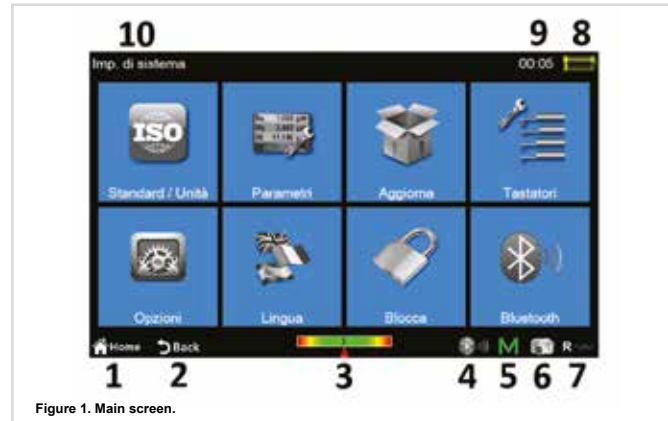 10 9 8
Imp. di sistema 00:05
ISO
Standard / Unità Parametri Aggiorna Tastatori
Opzioni Lingua Blocca Bluetooth
Home Back M R
1 2 3 4 5 6 7
Figure 1. Main screen.